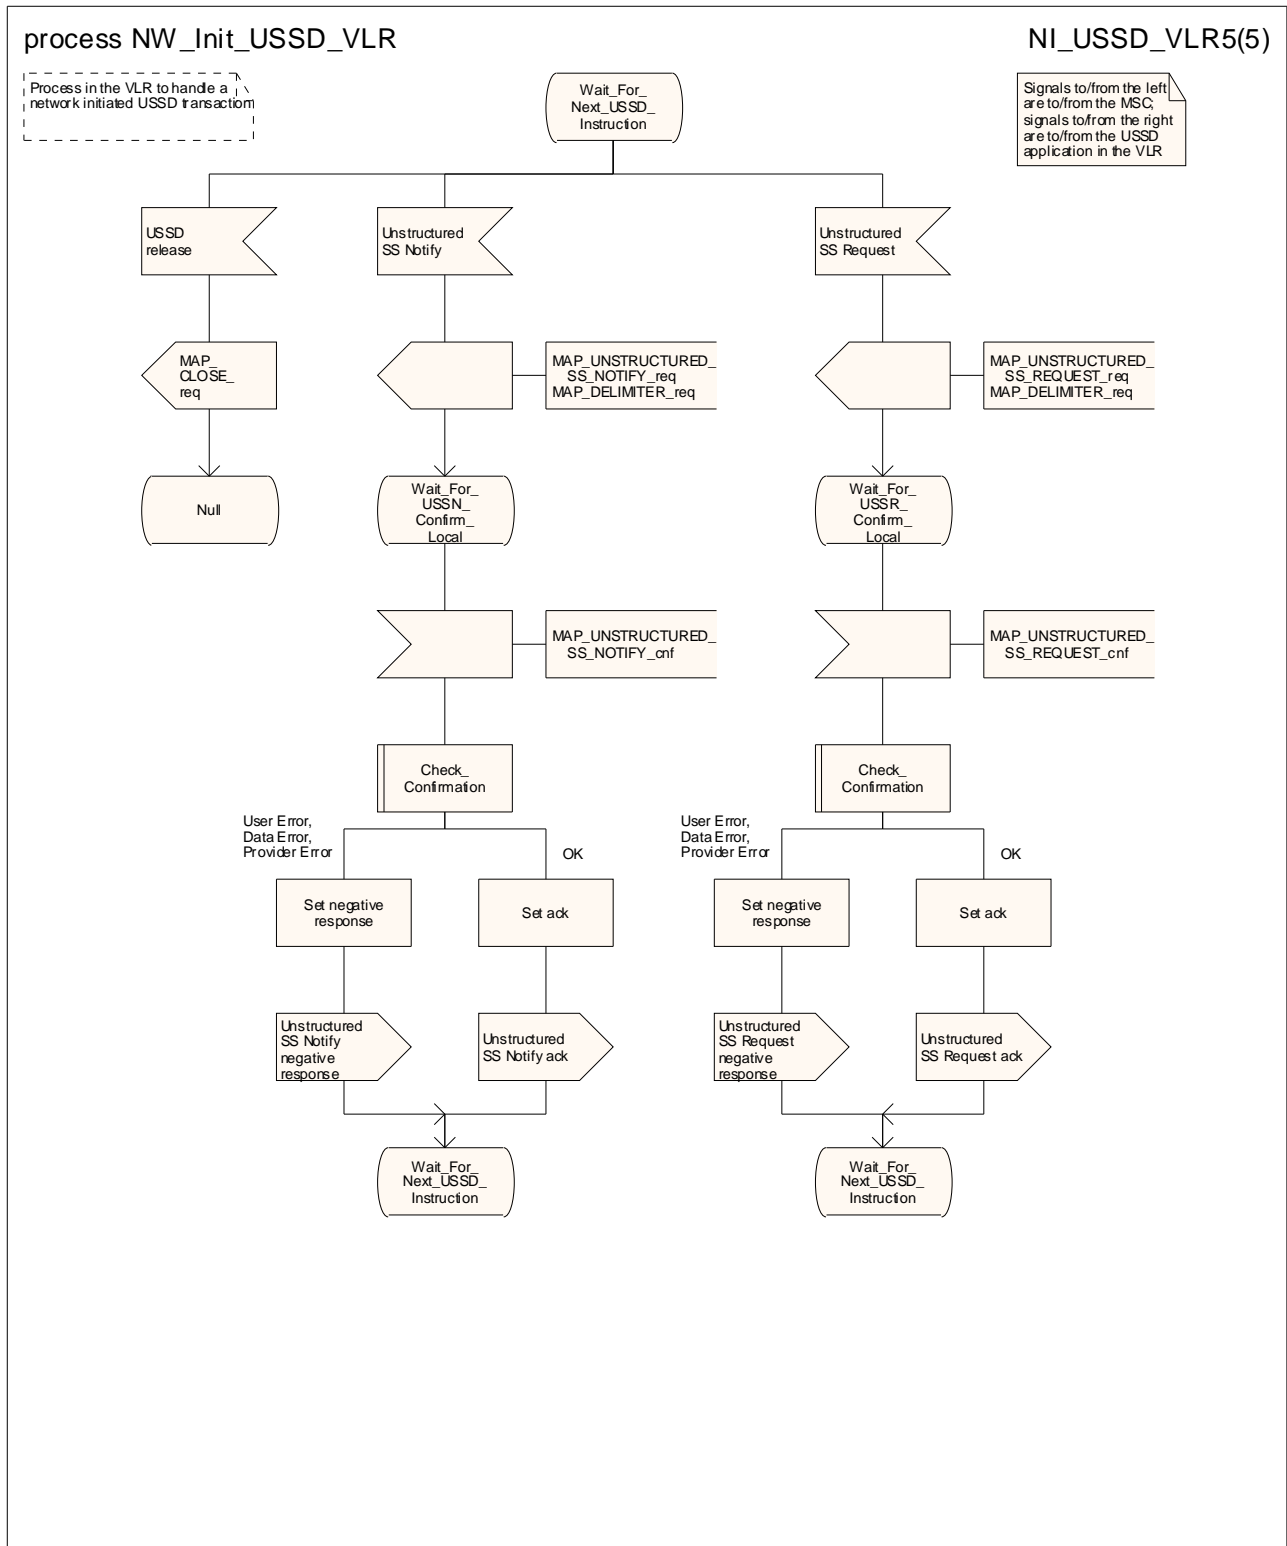 process NW_Init_USSD_VLR
NI_USSD_VLR5(5)
Process in the VLR to handle a
network initiated USSD transaction
Wait_For_
Next_USSD_
Instruction
Signals to/from the left
are to/from the MSC;
signals to/from the right
are to/from the USSD
application in the VLR
USSD
release
Unstructured
SS Notify
Unstructured
SS Request
MAP_
CLOSE_
req
MAP_UNSTRUCTURED_
SS_NOTIFY_req
MAP_DELIMITER_req
MAP_UNSTRUCTURED_
SS_REQUEST_req
MAP_DELIMITER_req
Null
Wait_For_
USSN_
Confirm_
Local
Wait_For_
USSR_
Confirm_
Local
MAP_UNSTRUCTURED_
SS_NOTIFY_cnf
MAP_UNSTRUCTURED_
SS_REQUEST_cnf
Check_
Confirmation
Check_
Confirmation
User Error,
Data Error,
Provider Error
OK
User Error,
Data Error,
Provider Error
OK
Set negative
response
Set ack
Set negative
response
Set ack
Unstructured
SS Notify
negative
response
Unstructured
SS Notify ack
Unstructured
SS Request
negative
response
Unstructured
SS Request ack
Wait_For_
Next_USSD_
Instruction
Wait_For_
Next_USSD_
Instruction